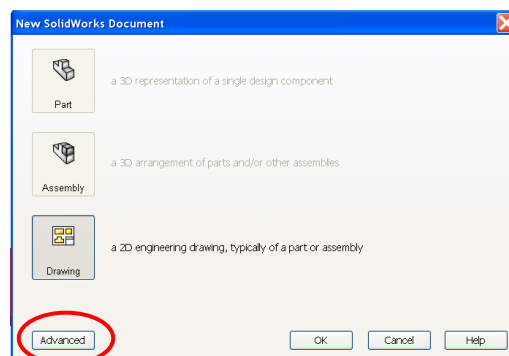 New SolidWorks Document
Part
a 3D representation of a single design component
Assembly
a 3D arrangement of parts and/or other assemblies
Drawing
a 2D engineering drawing, typically of a part or assembly
Advanced
OK
Cancel
Help